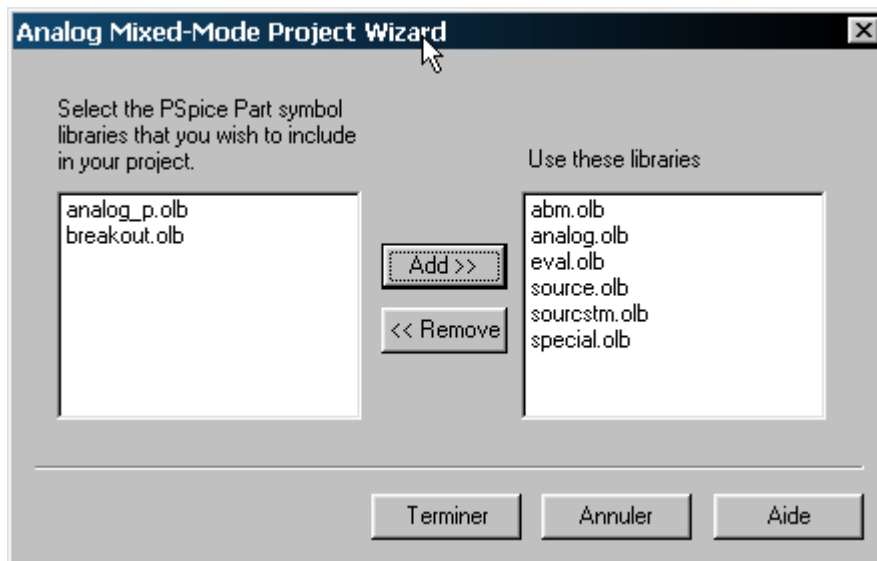 Analog Mixed-Mode Project Wizard
Select the PSpice Part symbol
libraries that you wish to include
in your project.
Use these libraries
analog_p.olb
breakout.olb
Add >>
<< Remove
abm.olb
analog.olb
eval.olb
source.olb
sourcstm.olb
special.olb
Terminer
Annuler
Aide